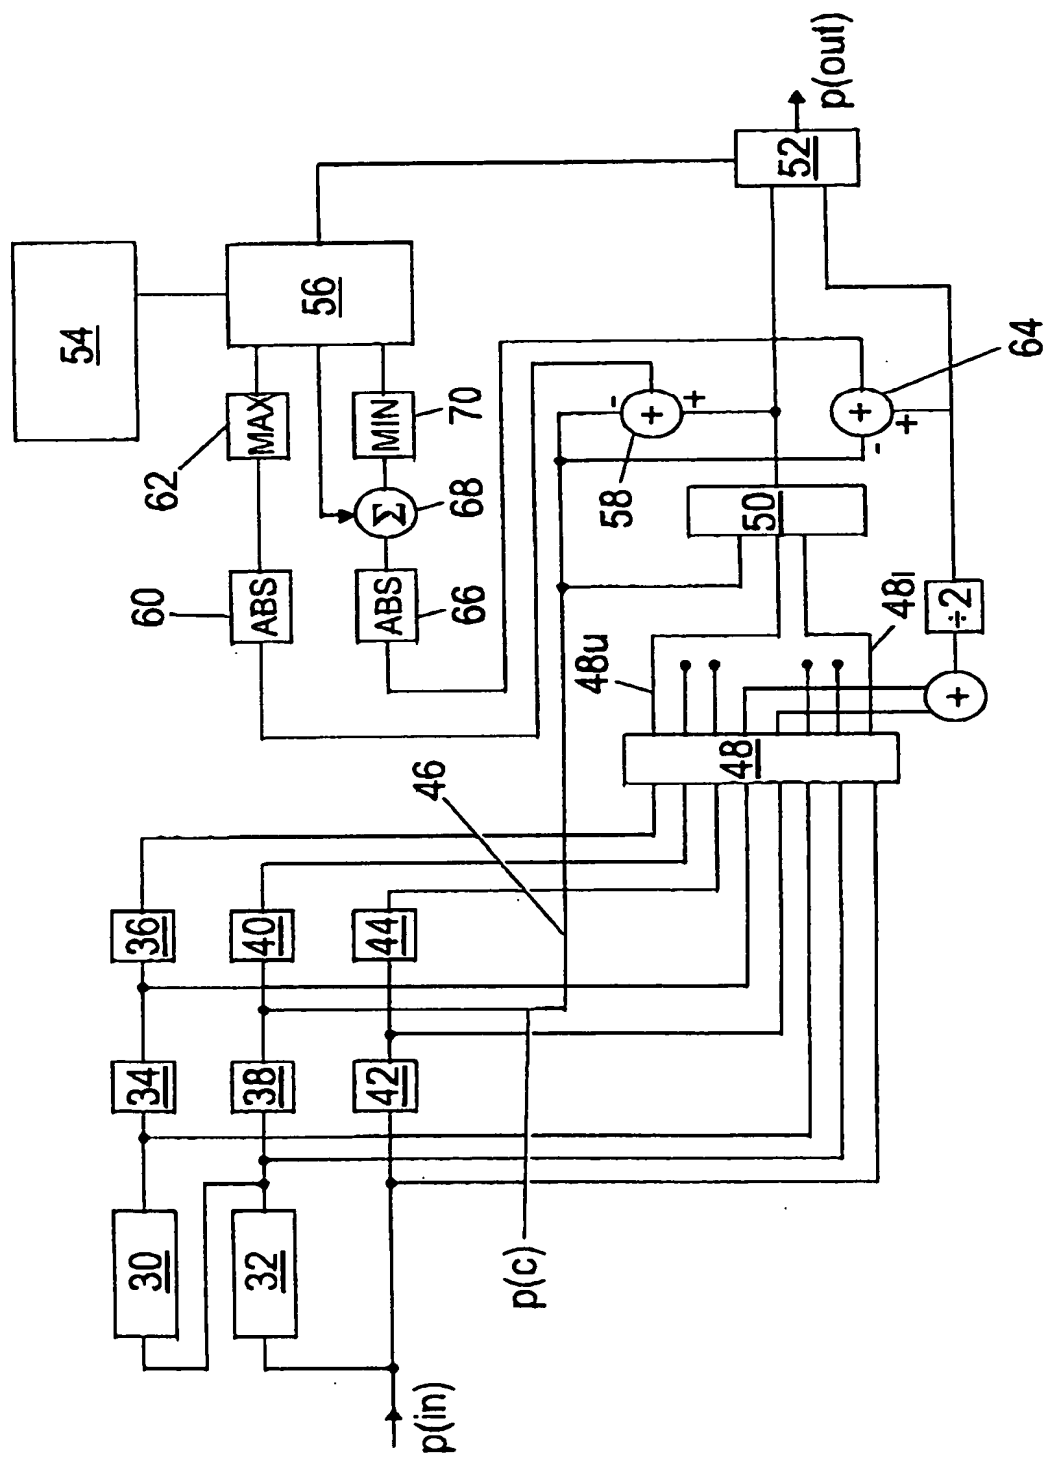 54
56
62
MAX
60
ABS
MIN
70
Σ
68
ABS
66
52
p(out)
-
+
+
58
64
+
+
-
50
48u
48l
÷2
+
48
46
36
40
44
34
38
42
30
32
p(c)
p(in)